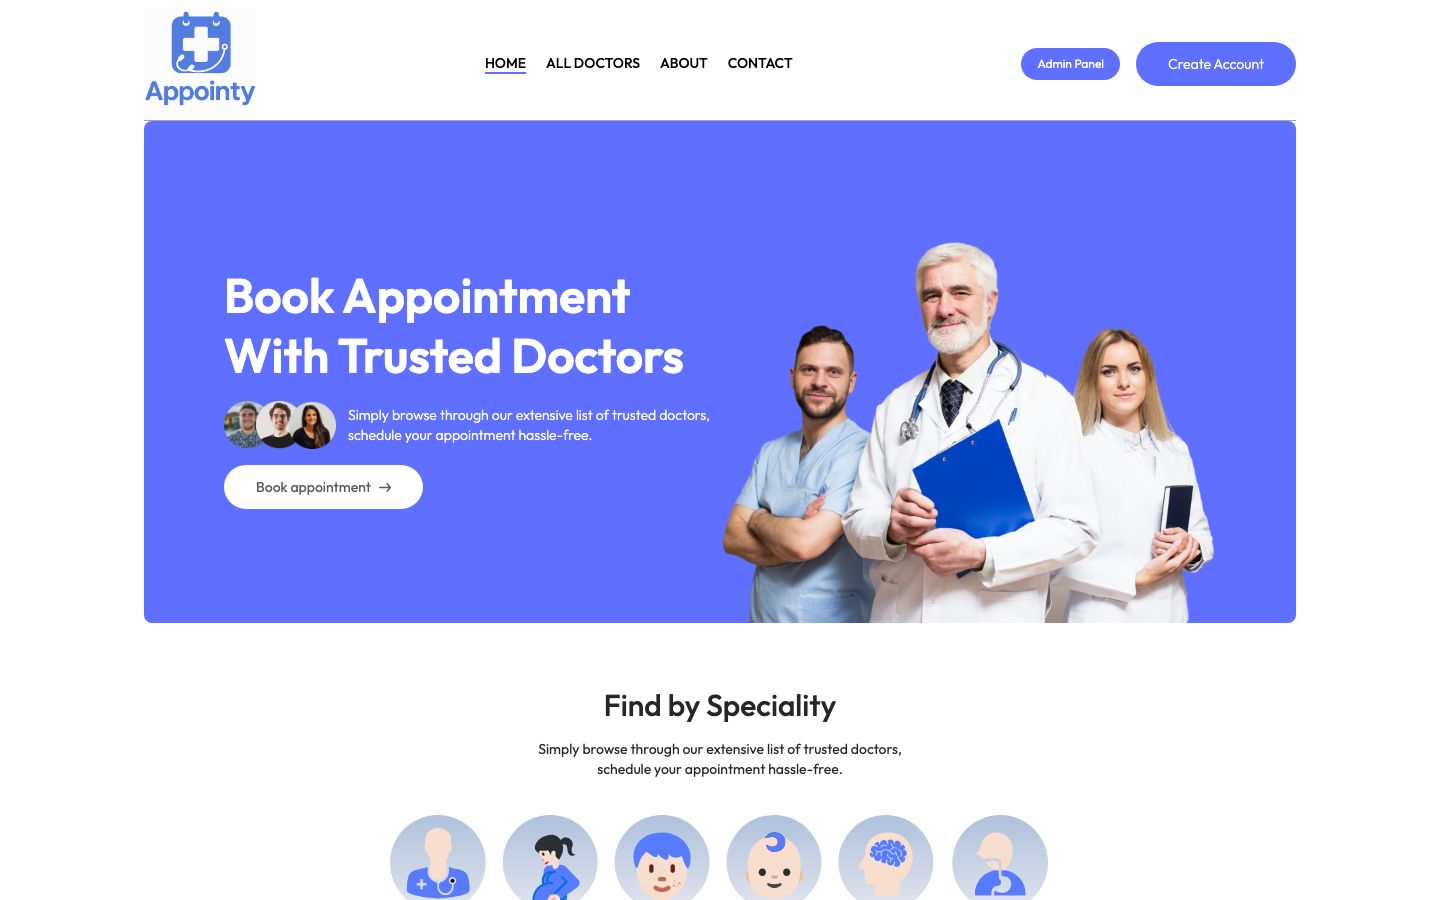 Appointy
HOME
ALL DOCTORS
ABOUT
CONTACT
Admin Panel
Create Account
Book Appointment
With Trusted Doctors
Simply browse through our extensive list of trusted doctors,
schedule your appointment hassle-free.
Book appointment →
Find by Speciality
Simply browse through our extensive list of trusted doctors,
schedule your appointment hassle-free.